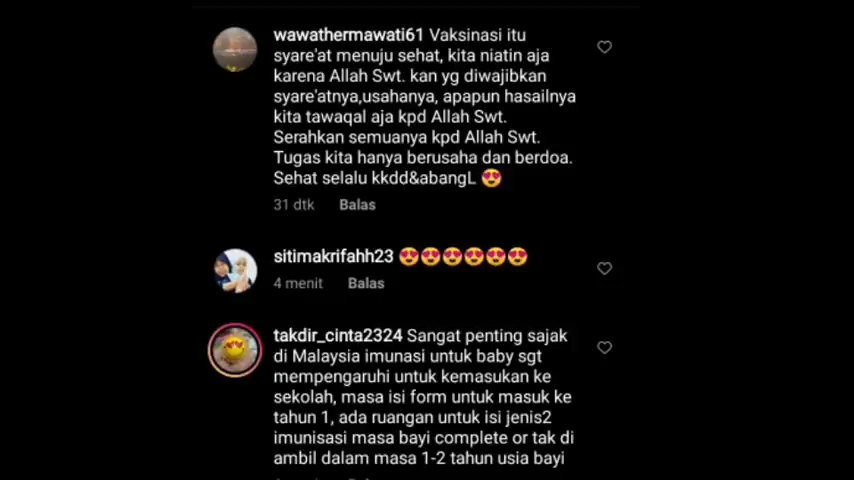 wawathermawati61 Vaksinasi itu
syare'at menuju sehat, kita niatin aja
karena Allah Swt. kan yg diwajibkan
syare'atnya,usahanya, apapun hasailnya
kita tawaqal aja kpd Allah Swt.
Serahkan semuanya kpd Allah Swt.
Tugas kita hanya berusaha dan berdoa.
Sehat selalu kkdd&abangL 😍
31 dtk Balas
sitimakrifahh23 😍😍😍😍😍😍
4 menit Balas
takdir_cinta2324 Sangat penting sajak
di Malaysia imunasi untuk baby sgt
mempengaruhi untuk kemasukan ke
sekolah, masa isi form untuk masuk ke
tahun 1, ada ruangan untuk isi jenis2
imunisasi masa bayi complete or tak di
ambil dalam masa 1-2 tahun usia bayi